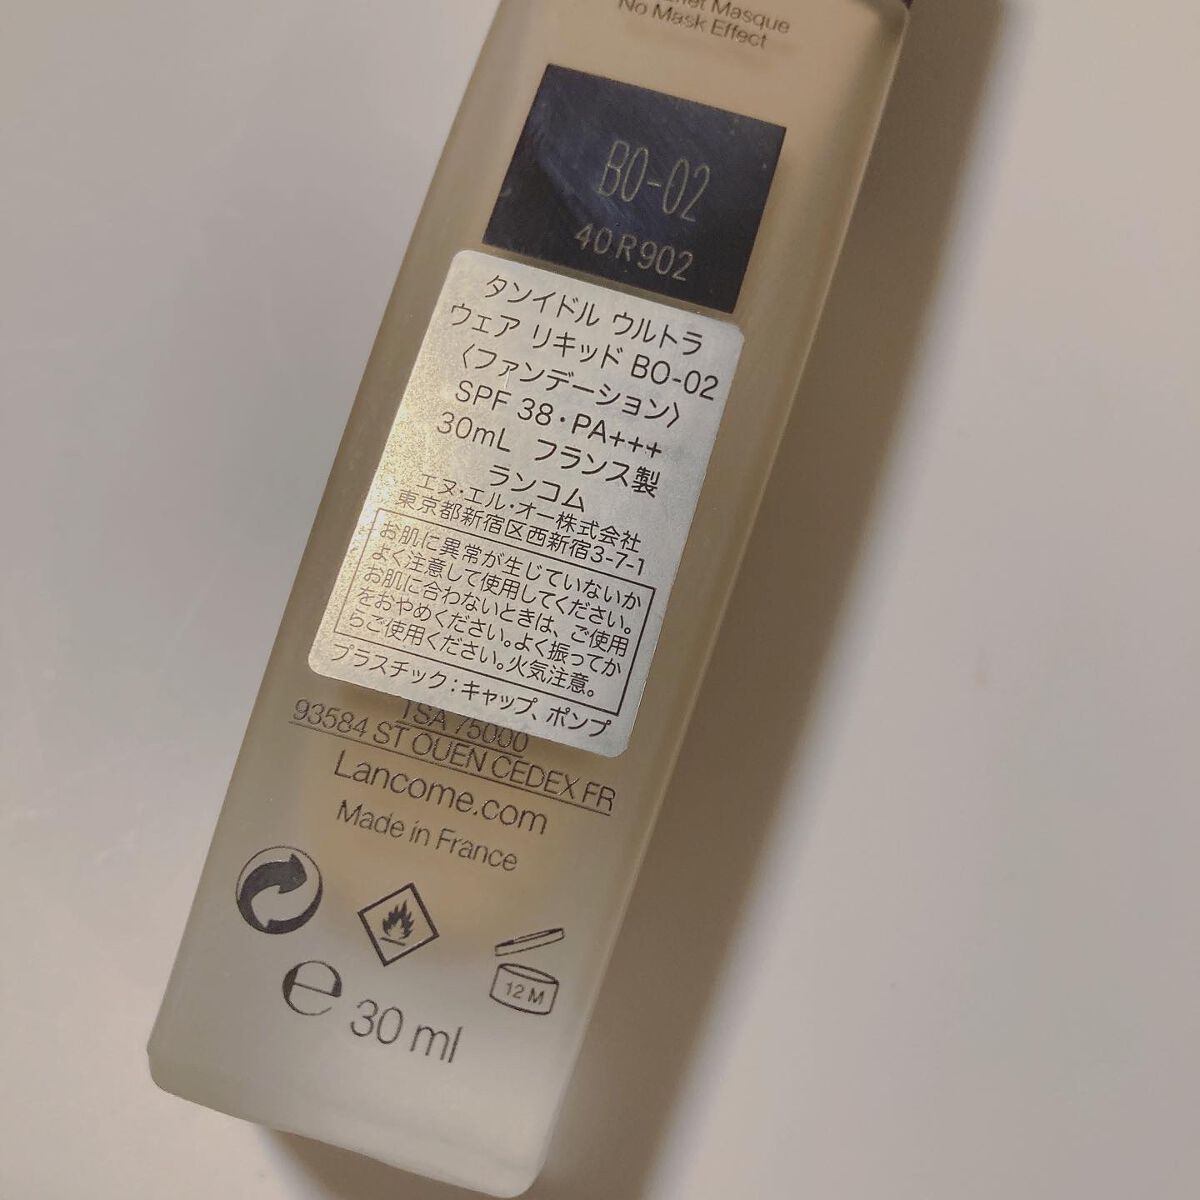 Masque
No Mask Effect
BO-02
40R902
タンイドル ウルトラ
ウェア リキッド BO-02
〈ファンデーション〉
SPF 38・PA+++
30mL フランス製
ランコム
エヌ・エル・オー株式会社
東京都新宿区西新宿3-7-1
お肌に異常が生じていないか
よく注意して使用してください。
お肌に合わないときは、ご使用
をおやめください。よく振ってか
らご使用ください。火気注意。
プラスチック：キャップ、ポンプ
TSA 75000
93584 ST OUEN CEDEX FR
Lancome.com
Made in France
12 M
e 30 ml